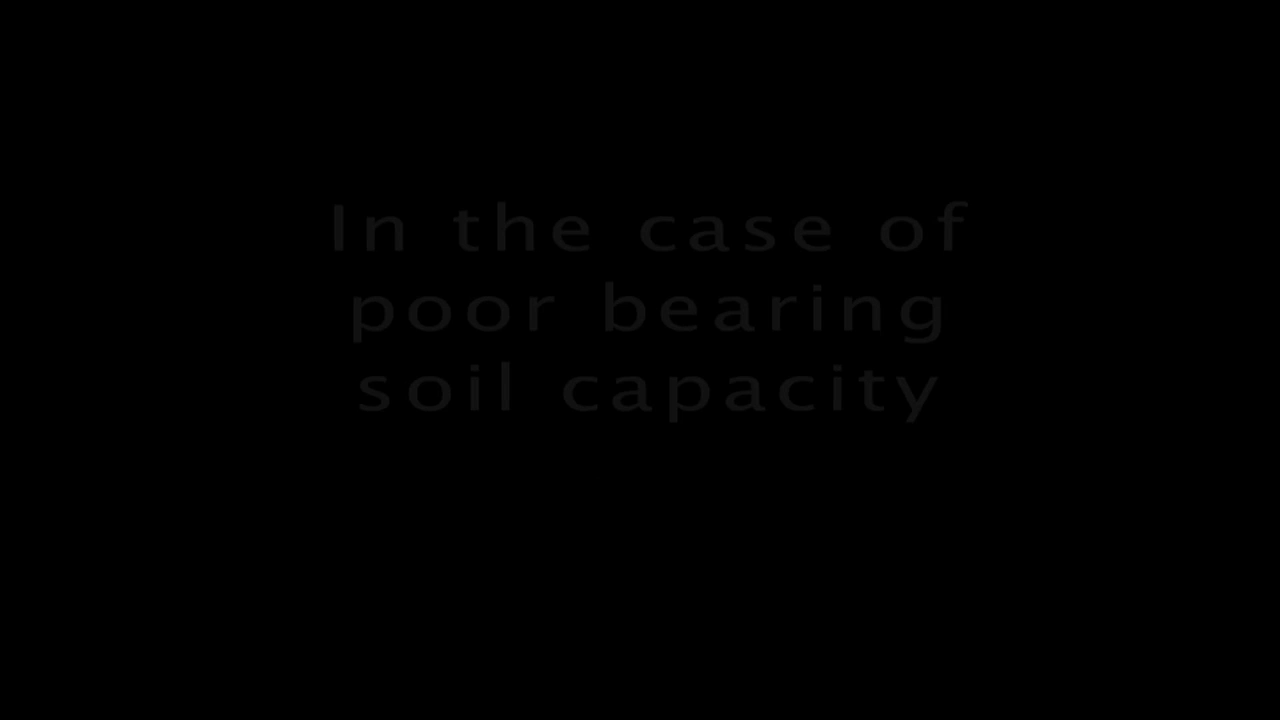 In the case of
poor bearing
soil capacity